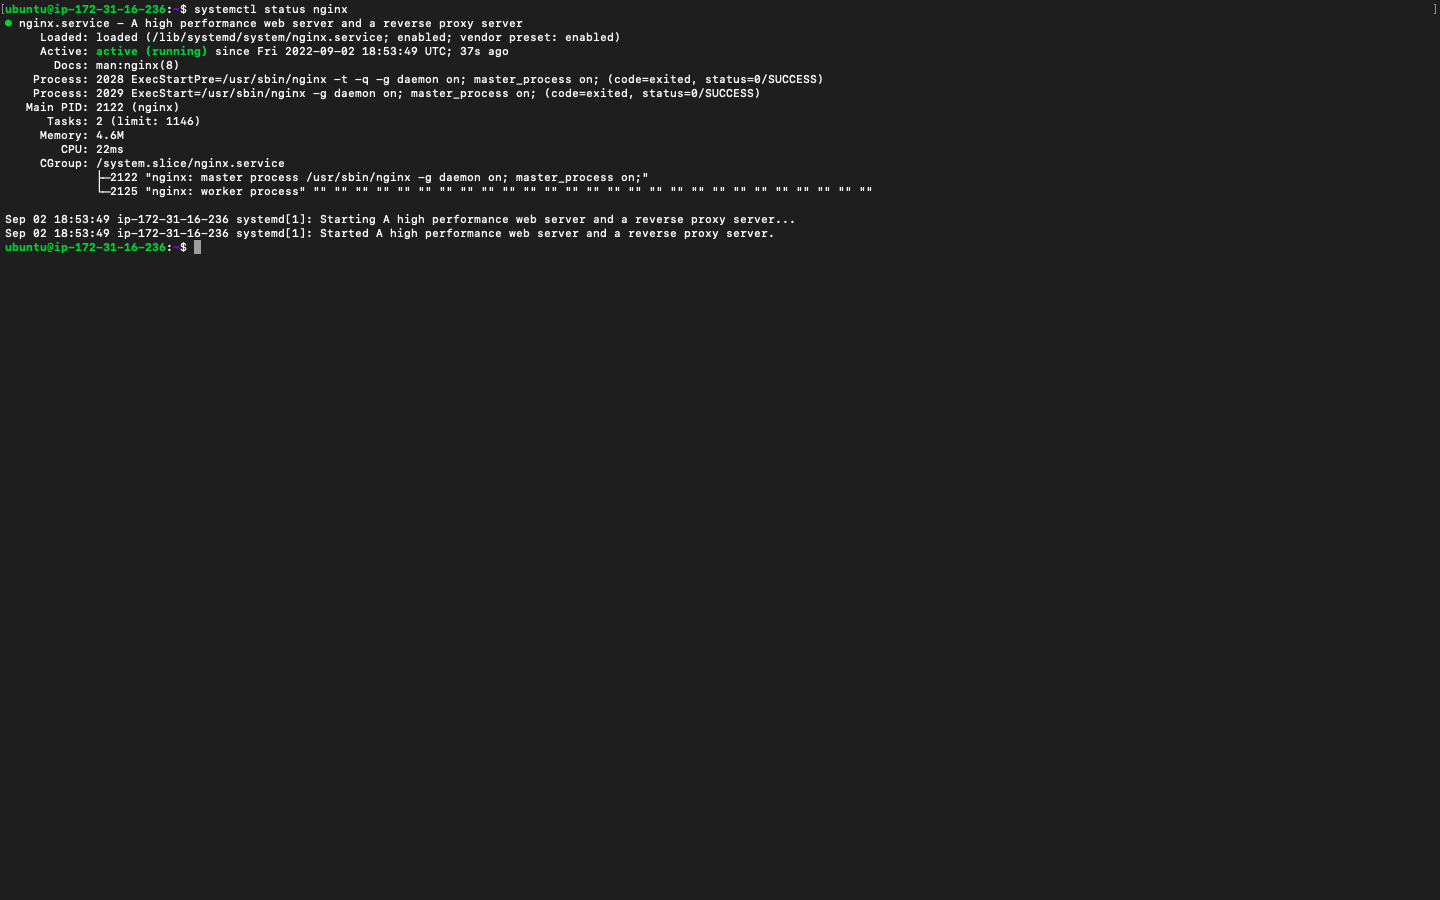 [ubuntu@ip-172-31-16-236:~$ systemctl status nginx ]
● nginx.service - A high performance web server and a reverse proxy server
Loaded: loaded (/lib/systemd/system/nginx.service; enabled; vendor preset: enabled)
Active: active (running) since Fri 2022-09-02 18:53:49 UTC; 37s ago
Docs: man:nginx(8)
Process: 2028 ExecStartPre=/usr/sbin/nginx -t -q -g daemon on; master_process on; (code=exited, status=0/SUCCESS)
Process: 2029 ExecStart=/usr/sbin/nginx -g daemon on; master_process on; (code=exited, status=0/SUCCESS)
Main PID: 2122 (nginx)
Tasks: 2 (limit: 1146)
Memory: 4.6M
CPU: 22ms
CGroup: /system.slice/nginx.service
├─2122 "nginx: master process /usr/sbin/nginx -g daemon on; master_process on;"
└─2125 "nginx: worker process" "" "" "" "" "" "" "" "" "" "" "" "" "" "" "" "" "" "" "" "" "" "" "" "" "" "" ""
Sep 02 18:53:49 ip-172-31-16-236 systemd[1]: Starting A high performance web server and a reverse proxy server...
Sep 02 18:53:49 ip-172-31-16-236 systemd[1]: Started A high performance web server and a reverse proxy server.
ubuntu@ip-172-31-16-236:~$